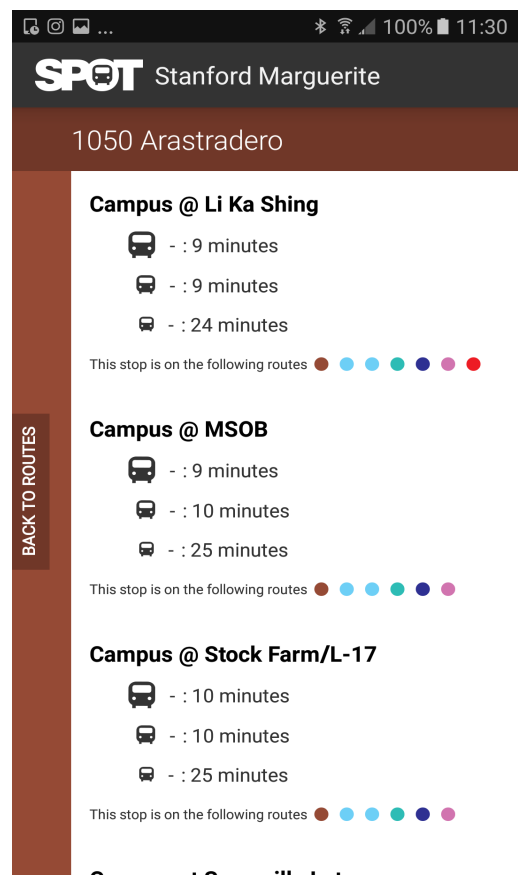 ... 100% 11:30
SPOT Stanford Marguerite
1050 Arastradero
Campus @ Li Ka Shing
- : 9 minutes
- : 9 minutes
- : 24 minutes
This stop is on the following routes
BACK TO ROUTES
Campus @ MSOB
- : 9 minutes
- : 10 minutes
- : 25 minutes
This stop is on the following routes
Campus @ Stock Farm/L-17
- : 10 minutes
- : 10 minutes
- : 25 minutes
This stop is on the following routes